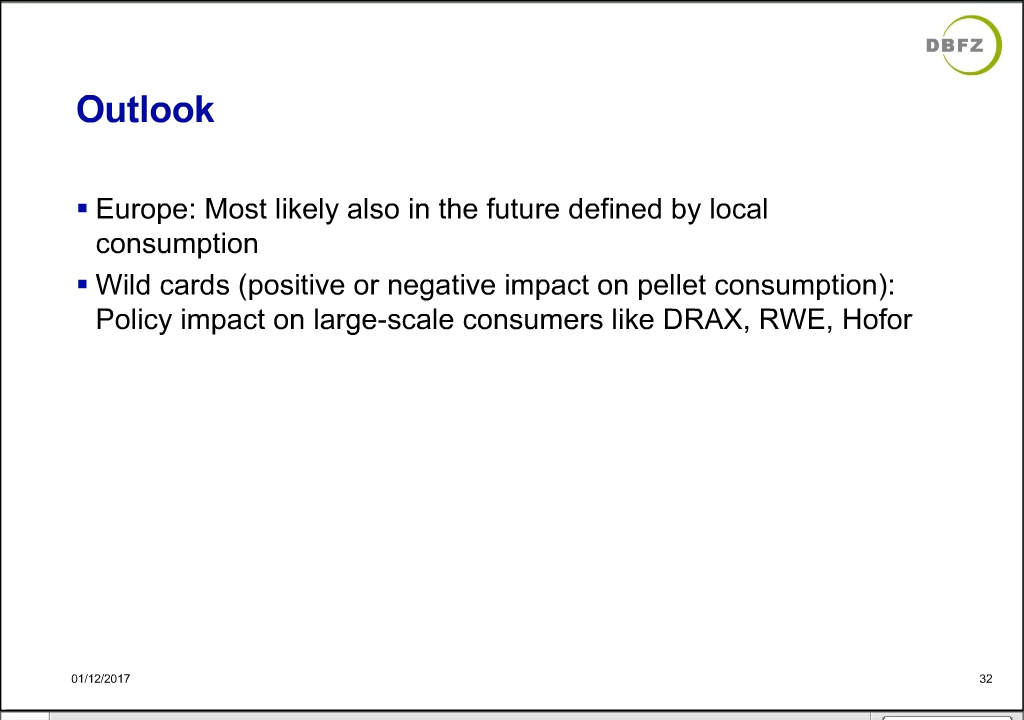 DBFZ
Outlook
▪ Europe: Most likely also in the future defined by local
consumption
▪ Wild cards (positive or negative impact on pellet consumption):
Policy impact on large-scale consumers like DRAX, RWE, Hofor
01/12/2017
32